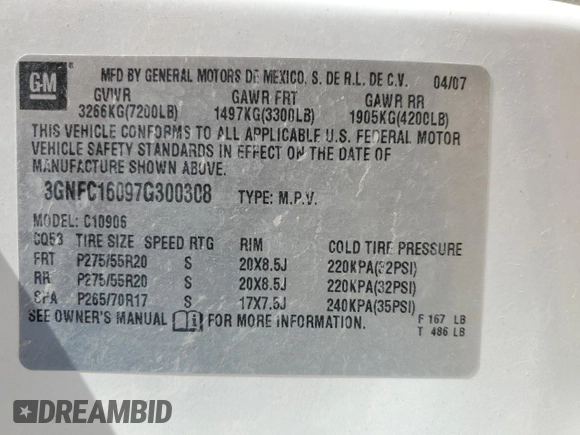 GM
MFD BY GENERAL MOTORS DE MEXICO, S. DE R.L. DE C.V. 04/07
GVWR GAWR FRT GAWR RR
3266KG(7200LB) 1497KG(3300LB) 1905KG(4200LB)
THIS VEHICLE CONFORMS TO ALL APPLICABLE U.S. FEDERAL MOTOR
VEHICLE SAFETY STANDARDS IN EFFECT ON THE DATE OF
MANUFACTURE SHOWN ABOVE.
3GNFC16097G300308 TYPE: M.P.V.
MODEL: C10906
TIRE SIZE SPEED RTG RIM COLD TIRE PRESSURE
FRT P275/55R20 S 20X8.5J 220KPA(32PSI)
RR P275/55R20 S 20X8.5J 220KPA(32PSI)
SPA P265/70R17 S 17X7.5J 240KPA(35PSI)
SEE OWNER'S MANUAL FOR MORE INFORMATION.
F 167 LB
T 486 LB
DREAMBID